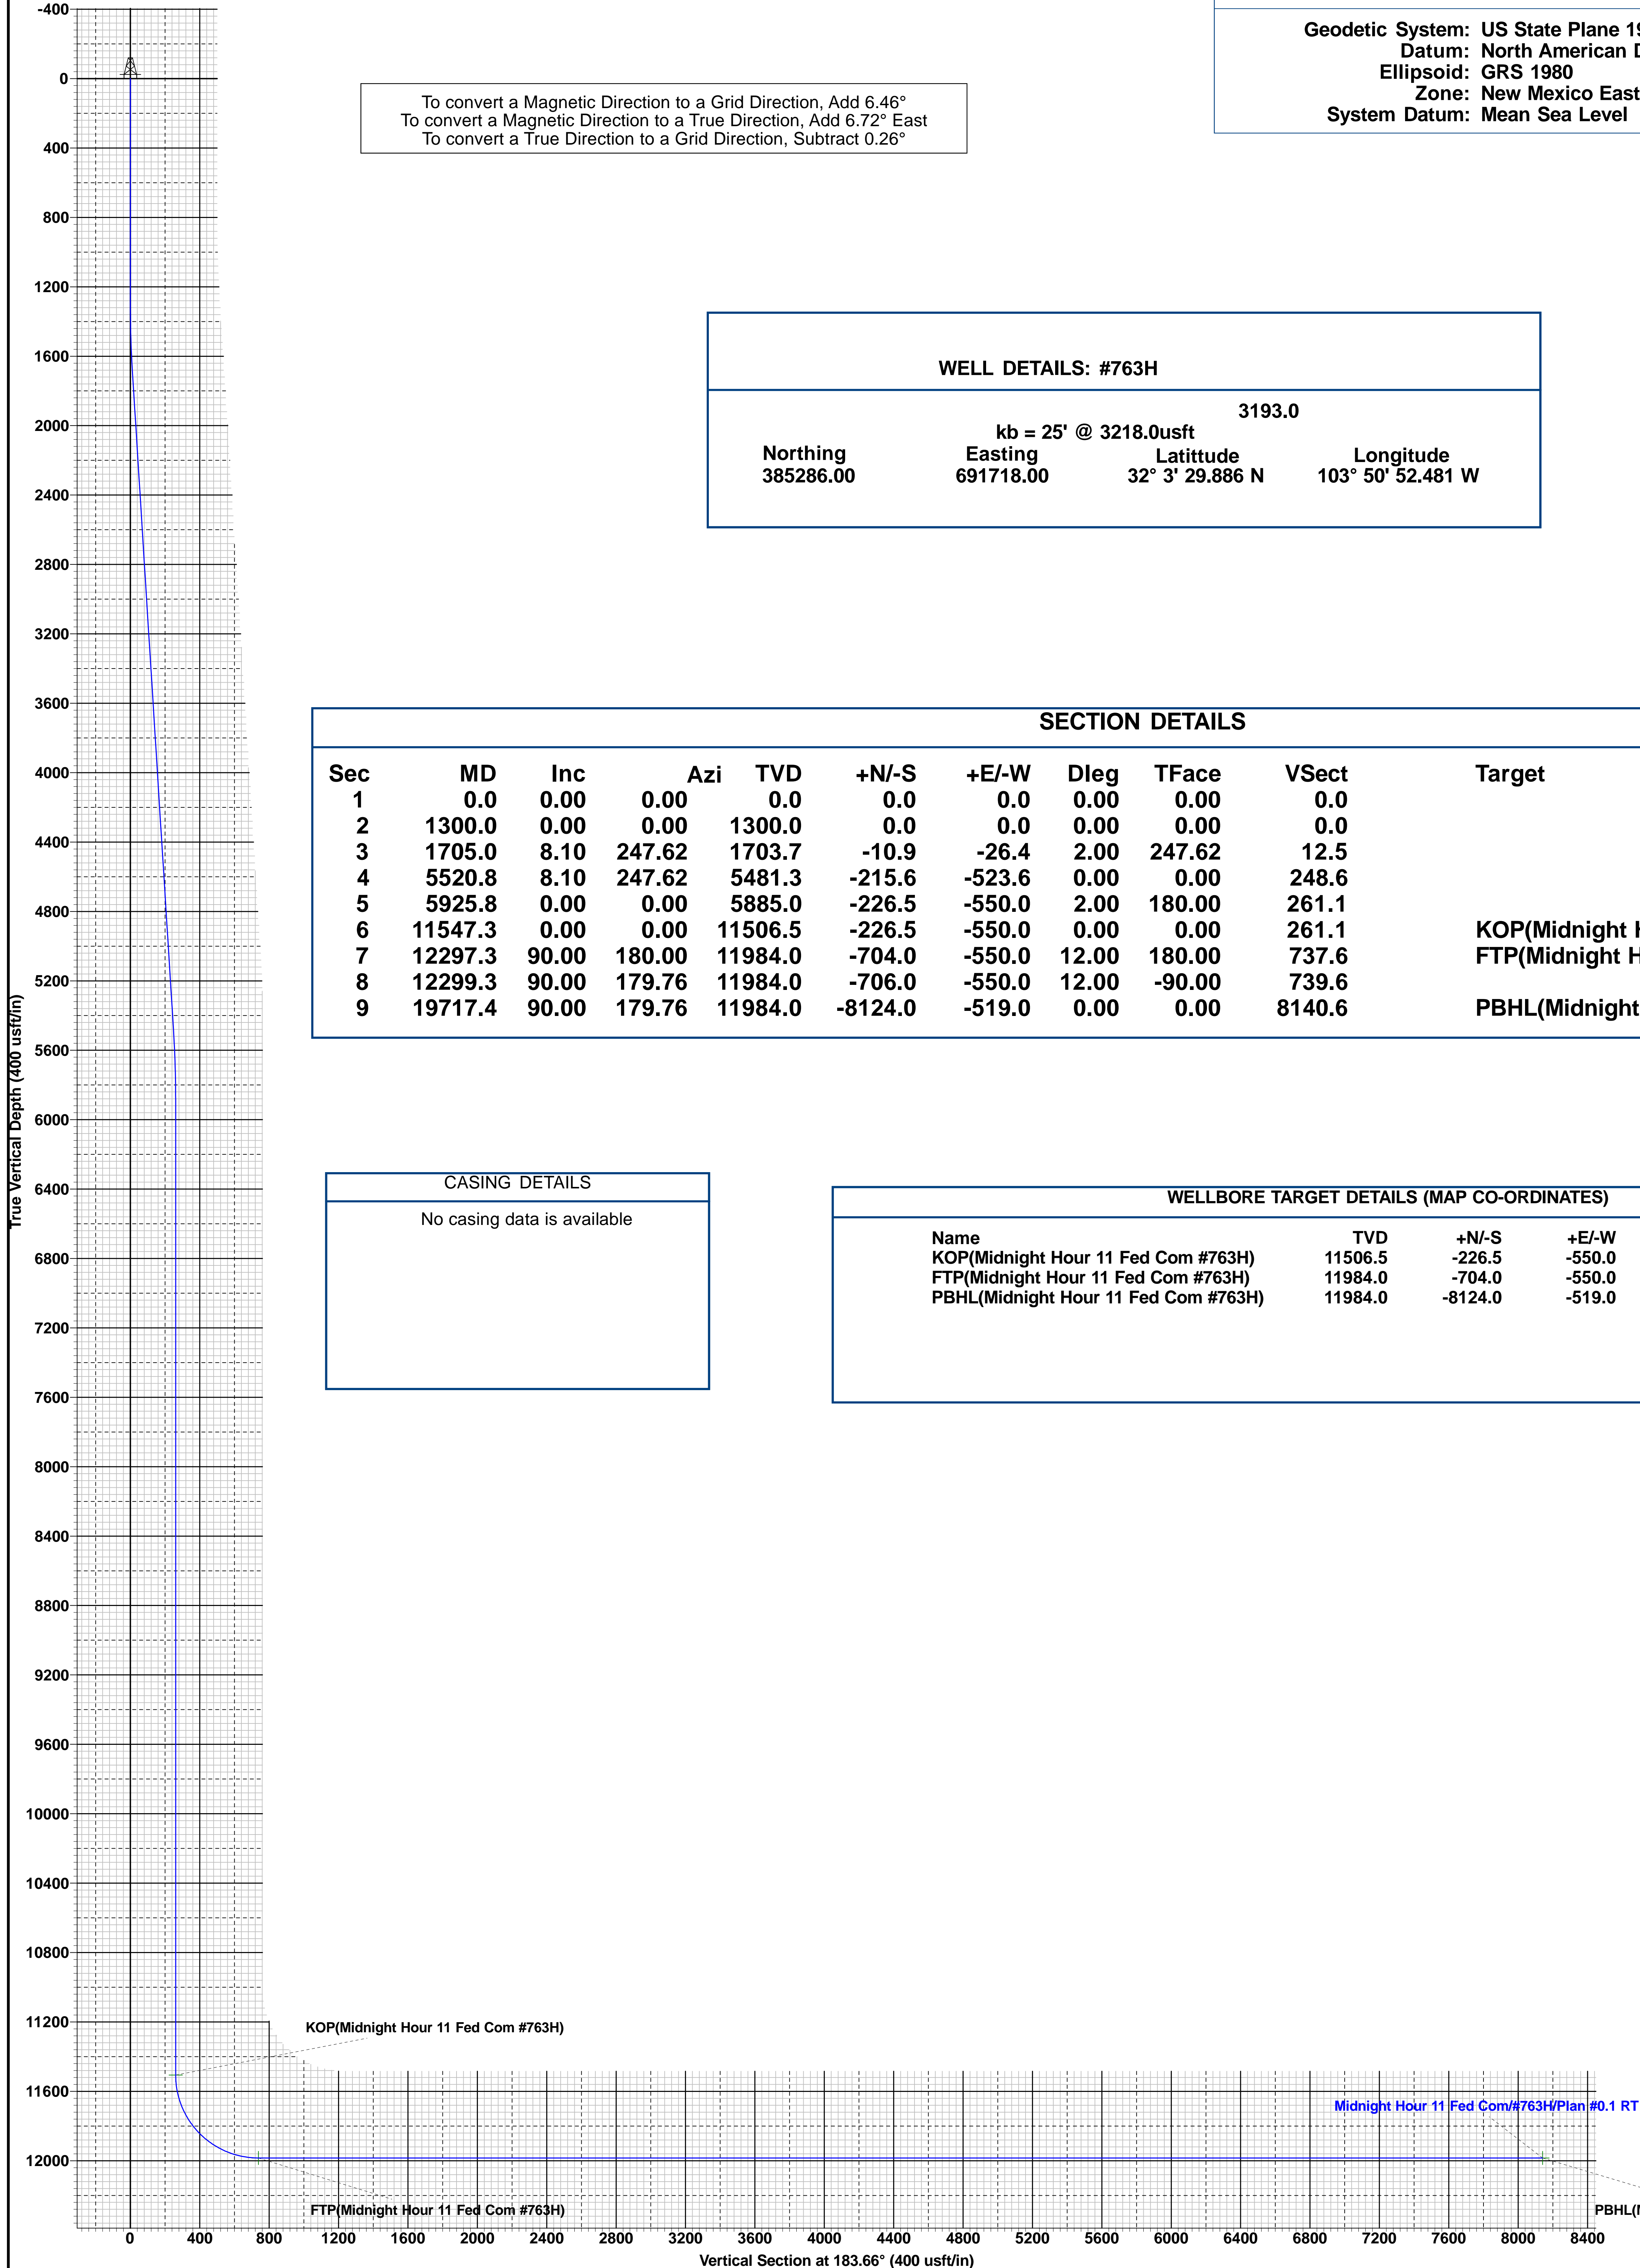 Geodetic System: US State Plane
Datum: North American
Ellipsoid: GRS 1980
Zone: New Mexico East
System Datum: Mean Sea Level
To convert a Magnetic Direction to a Grid Direction, Add 6.46°
To convert a Magnetic Direction to a True Direction, Add 6.72° East
To convert a True Direction to a Grid Direction, Subtract 0.26°
WELL DETAILS: #763H
3193.0
kb = 25' @ 3218.0usft
Northing Easting Latittude Longitude
385286.00 691718.00 32° 3' 29.886 N 103° 50' 52.481 W
SECTION DETAILS
Sec MD Inc Azi TVD +N/-S +E/-W Dleg TFace VSect Target
1 0.0 0.00 0.00 0.0 0.0 0.0 0.00 0.00 0.0
2 1300.0 0.00 0.00 1300.0 0.0 0.0 0.00 0.00 0.0
3 1705.0 8.10 247.62 1703.7 -10.9 -26.4 2.00 247.62 12.5
4 5520.8 8.10 247.62 5481.3 -215.6 -523.6 0.00 0.00 248.6
5 5925.8 0.00 0.00 5885.0 -226.5 -550.0 2.00 180.00 261.1
6 11547.3 0.00 0.00 11506.5 -226.5 -550.0 0.00 0.00 261.1 KOP(Midnight
7 12297.3 90.00 180.00 11984.0 -704.0 -550.0 12.00 180.00 737.6 FTP(Midnight H
8 12299.3 90.00 179.76 11984.0 -706.0 -550.0 12.00 -90.00 739.6
9 19717.4 90.00 179.76 11984.0 -8124.0 -519.0 0.00 0.00 8140.6 PBHL(Midnight
CASING DETAILS
No casing data is available
WELLBORE TARGET DETAILS (MAP CO-ORDINATES)
Name TVD +N/-S +E/-W
KOP(Midnight Hour 11 Fed Com #763H) 11506.5 -226.5 -550.0
FTP(Midnight Hour 11 Fed Com #763H) 11984.0 -704.0 -550.0
PBHL(Midnight Hour 11 Fed Com #763H) 11984.0 -8124.0 -519.0
True Vertical Depth (400 usft/in)
-400
0
400
800
1200
1600
2000
2400
2800
3200
3600
4000
4400
4800
5200
5600
6000
6400
6800
7200
7600
8000
8400
8800
9200
9600
10000
10400
10800
11200
11600
12000
KOP(Midnight Hour 11 Fed Com #763H)
Midnight Hour 11 Fed Com/#763H/Plan #0.1 RT
FTP(Midnight Hour 11 Fed Com #763H)
PBHL(
0 400 800 1200 1600 2000 2400 2800 3200 3600 4000 4400 4800 5200 5600 6000 6400 6800 7200 7600 8000 8400
Vertical Section at 183.66° (400 usft/in)